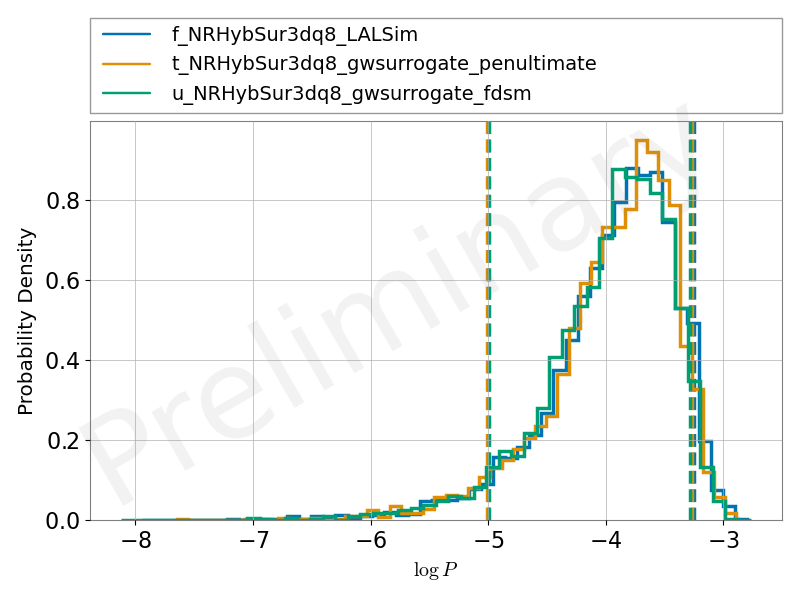 f_NRHybSur3dq8_LALSim
t_NRHybSur3dq8_gwsurrogate_penultimate
u_NRHybSur3dq8_gwsurrogate_fdsm
Preliminary
Probability Density
0.8
0.6
0.4
0.2
0.0
−8 −7 −6 −5 −4 −3
log P